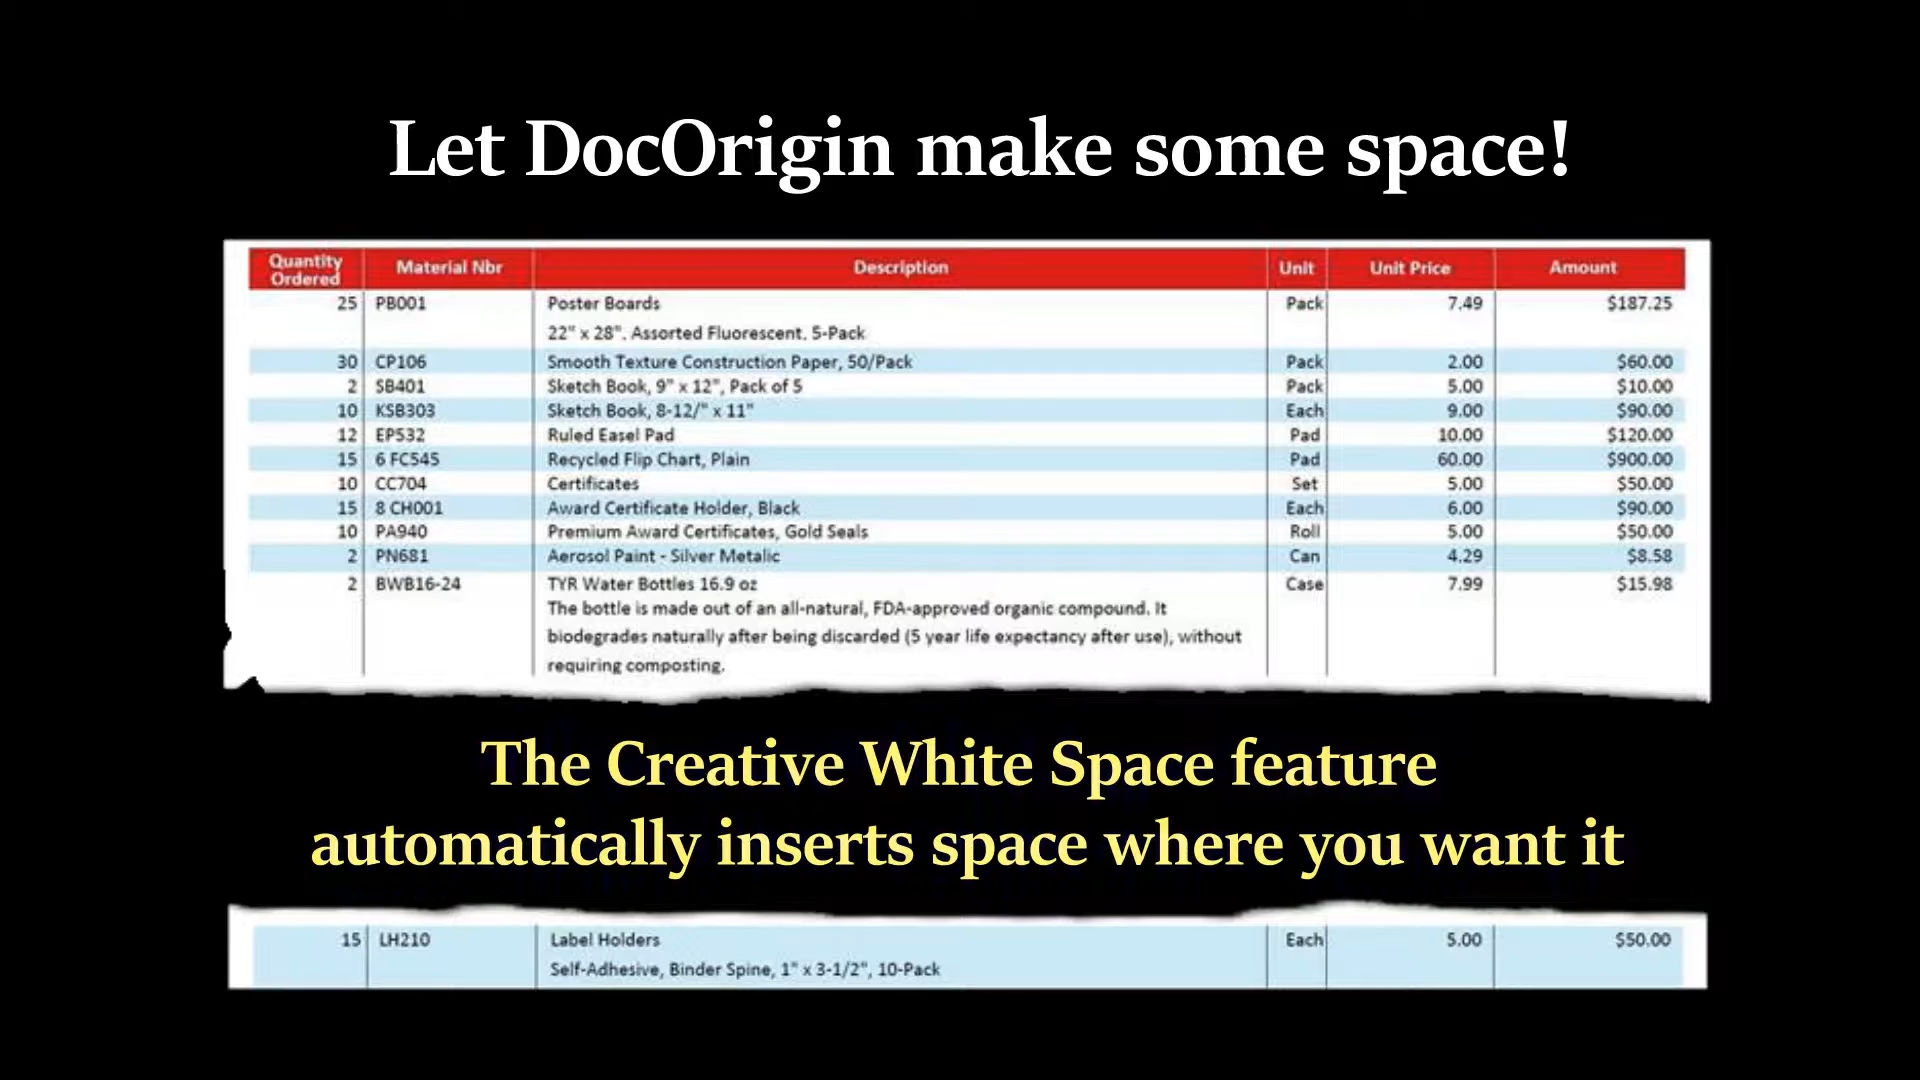 Let DocOrigin make some space!
Quantity Ordered Material Nbr Description Unit Unit Price Amount
25 PB001 Poster Boards Pack 7.49 $187.25
22" x 28". Assorted Fluorescent. 5-Pack
30 CP106 Smooth Texture Construction Paper, 50/Pack Pack 2.00 $60.00
2 SB401 Sketch Book, 9" x 12", Pack of 5 Pack 5.00 $10.00
10 KSB303 Sketch Book, 8-12/" x 11" Each 9.00 $90.00
12 EP532 Ruled Easel Pad Pad 10.00 $120.00
15 6 FC545 Recycled Flip Chart, Plain Pad 60.00 $900.00
10 CC704 Certificates Set 5.00 $50.00
15 8 CH001 Award Certificate Holder, Black Each 6.00 $90.00
10 PA940 Premium Award Certificates, Gold Seals Roll 5.00 $50.00
2 PN681 Aerosol Paint - Silver Metalic Can 4.29 $8.58
2 BWB16-24 TYR Water Bottles 16.9 oz Case 7.99 $15.98
The bottle is made out of an all-natural, FDA-approved organic compound. It
biodegrades naturally after being discarded (5 year life expectancy after use), without
requiring composting.
The Creative White Space feature
automatically inserts space where you want it
15 LH210 Label Holders Each 5.00 $50.00
Self-Adhesive, Binder Spine, 1" x 3-1/2", 10-Pack